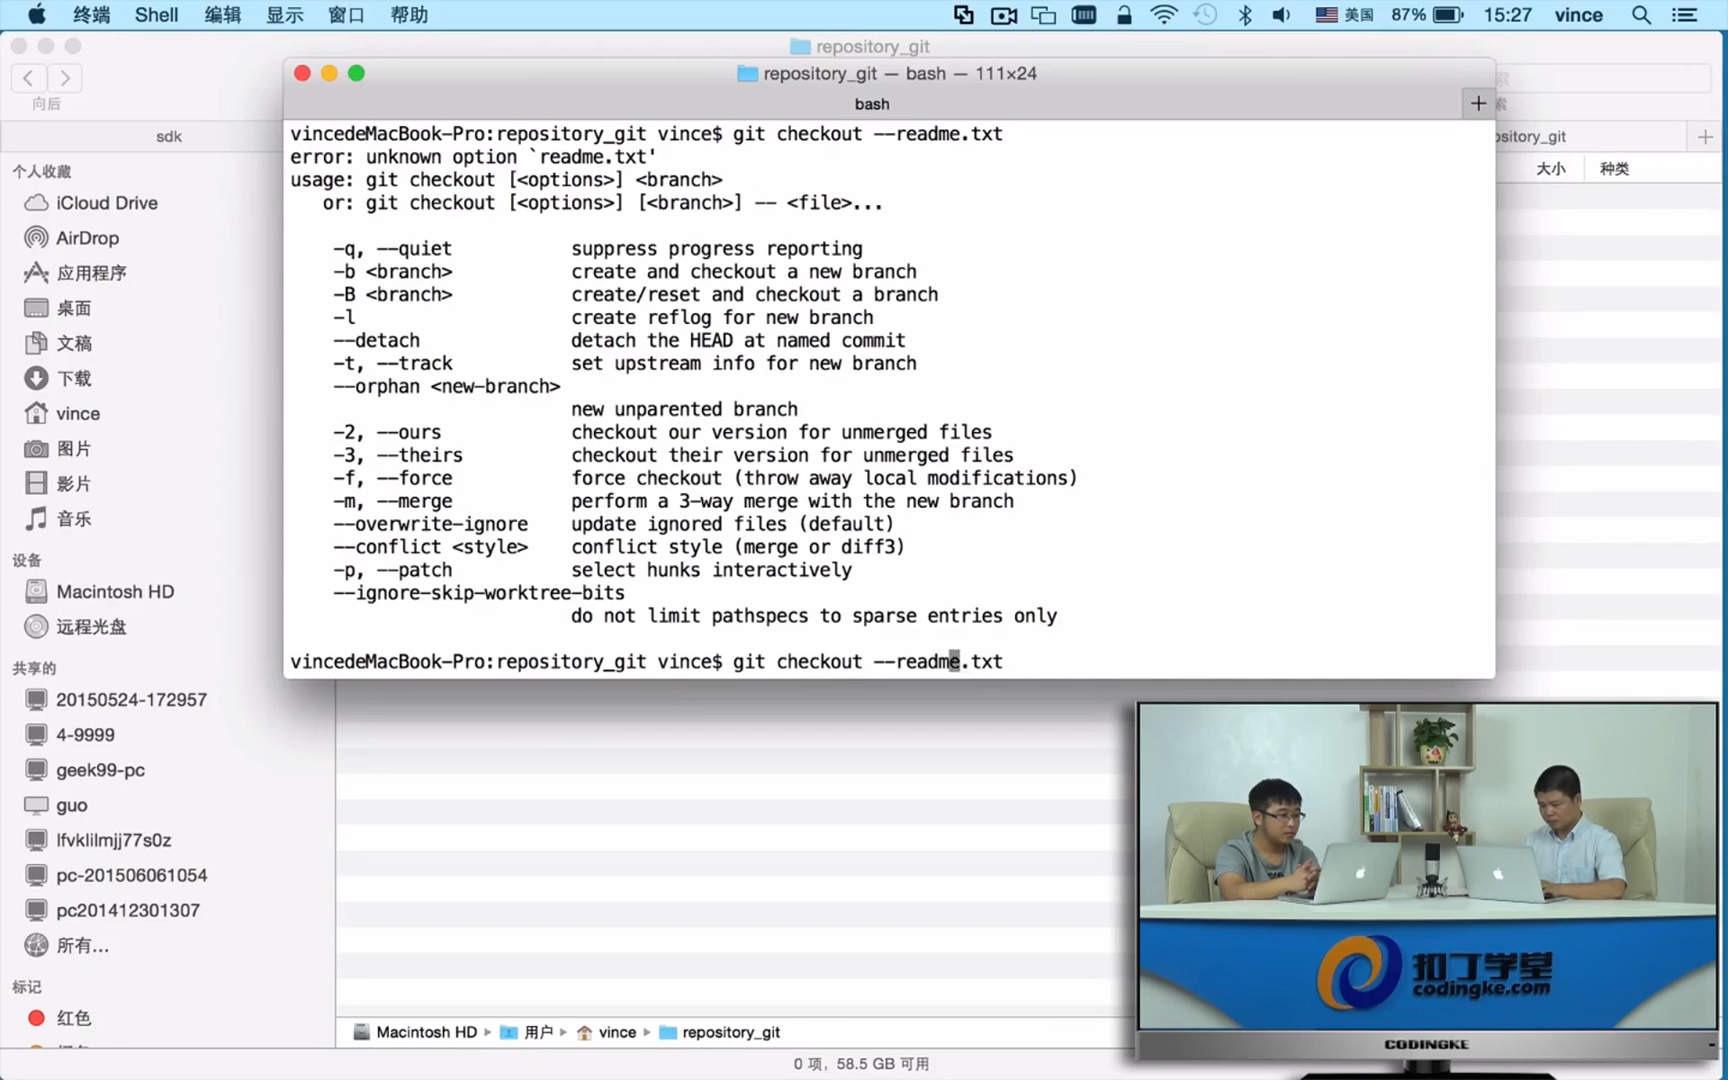 终端 Shell 编辑 显示 窗口 帮助 美国 87% 15:27 vince
repository_git
向后
repository_git — bash — 111×24
bash
sdk
sitory_git
大小 种类
个人收藏
iCloud Drive
AirDrop
应用程序
桌面
文稿
下载
vince
图片
影片
音乐
设备
Macintosh HD
远程光盘
共享的
20150524-172957
4-9999
geek99-pc
guo
lfvklilmjj77s0z
pc-201506061054
pc201412301307
所有...
标记
红色
vincedeMacBook-Pro:repository_git vince$ git checkout --readme.txt
error: unknown option `readme.txt'
usage: git checkout [<options>] <branch>
or: git checkout [<options>] [<branch>] -- <file>...
-q, --quiet suppress progress reporting
-b <branch> create and checkout a new branch
-B <branch> create/reset and checkout a branch
-l create reflog for new branch
--detach detach the HEAD at named commit
-t, --track set upstream info for new branch
--orphan <new-branch>
new unparented branch
-2, --ours checkout our version for unmerged files
-3, --theirs checkout their version for unmerged files
-f, --force force checkout (throw away local modifications)
-m, --merge perform a 3-way merge with the new branch
--overwrite-ignore update ignored files (default)
--conflict <style> conflict style (merge or diff3)
-p, --patch select hunks interactively
--ignore-skip-worktree-bits
do not limit pathspecs to sparse entries only
vincedeMacBook-Pro:repository_git vince$ git checkout --readme.txt
Macintosh HD 用户 vince repository_git
0 项, 58.5 GB 可用
扣丁学堂
codingke.com
CODINGKE